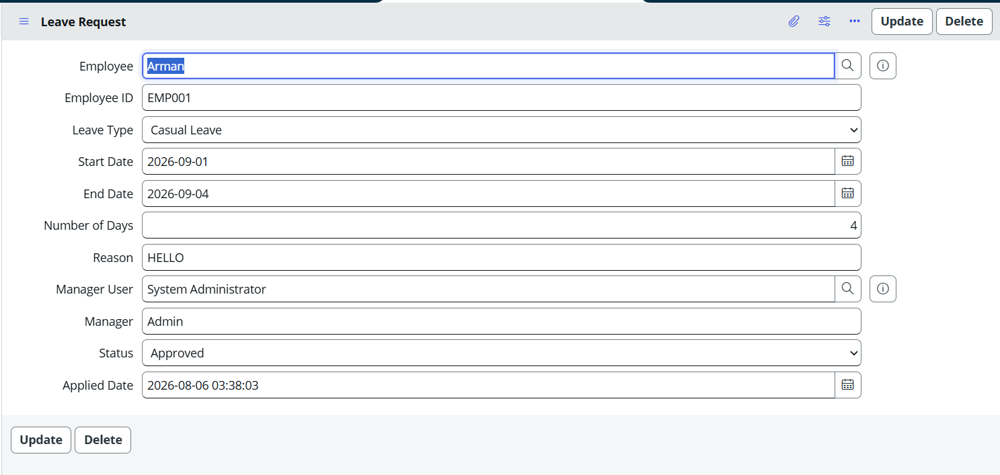 Leave Request
Update Delete
Employee Arman
Employee ID EMP001
Leave Type Casual Leave
Start Date 2026-09-01
End Date 2026-09-04
Number of Days 4
Reason HELLO
Manager User System Administrator
Manager Admin
Status Approved
Applied Date 2026-08-06 03:38:03
Update Delete